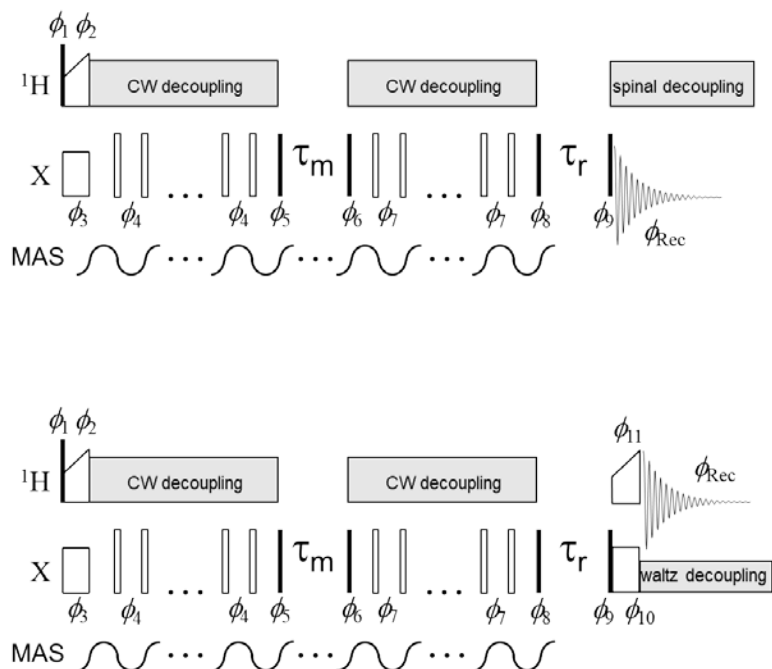 ϕ1 ϕ2
¹H CW decoupling CW decoupling spinal decoupling
X • • • τm • • • τr
ϕ3 ϕ4 ϕ4 ϕ5 ϕ6 ϕ7 ϕ7 ϕ8 ϕ9 ϕRec
MAS • • • • • • • • •
ϕ1 ϕ2 ϕ11
¹H CW decoupling CW decoupling ϕRec
X • • • τm • • • τr waltz decoupling
ϕ3 ϕ4 ϕ4 ϕ5 ϕ6 ϕ7 ϕ7 ϕ8 ϕ9 ϕ10
MAS • • • • • • • • •